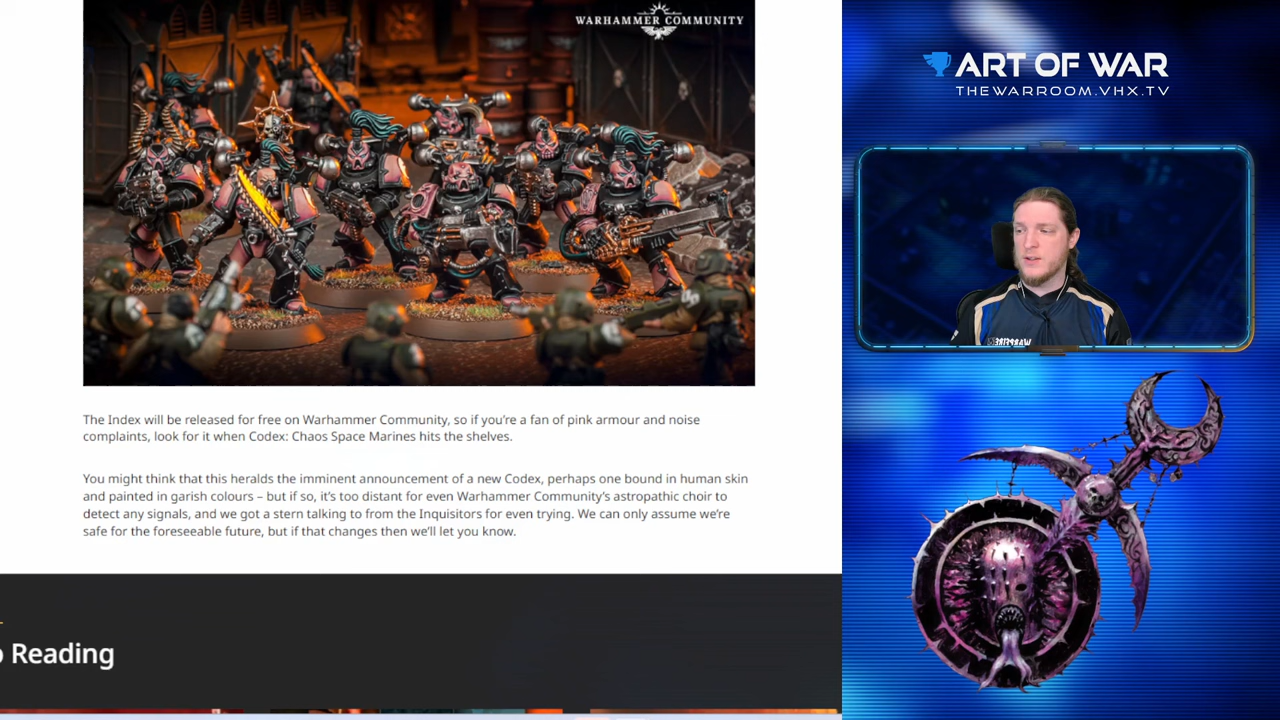 WARHAMMER COMMUNITY
ART OF WAR
THEWARROOM.VHX.TV
The Index will be released for free on Warhammer Community, so if you're a fan of pink armour and noise
complaints, look for it when Codex: Chaos Space Marines hits the shelves.
You might think that this heralds the imminent announcement of a new Codex, perhaps one bound in human skin
and painted in garish colours – but if so, it's too distant for even Warhammer Community's astropathic choir to
detect any signals, and we got a stern talking to from the Inquisitors for even trying. We can only assume we're
safe for the foreseeable future, but if that changes then we'll let you know.
Reading